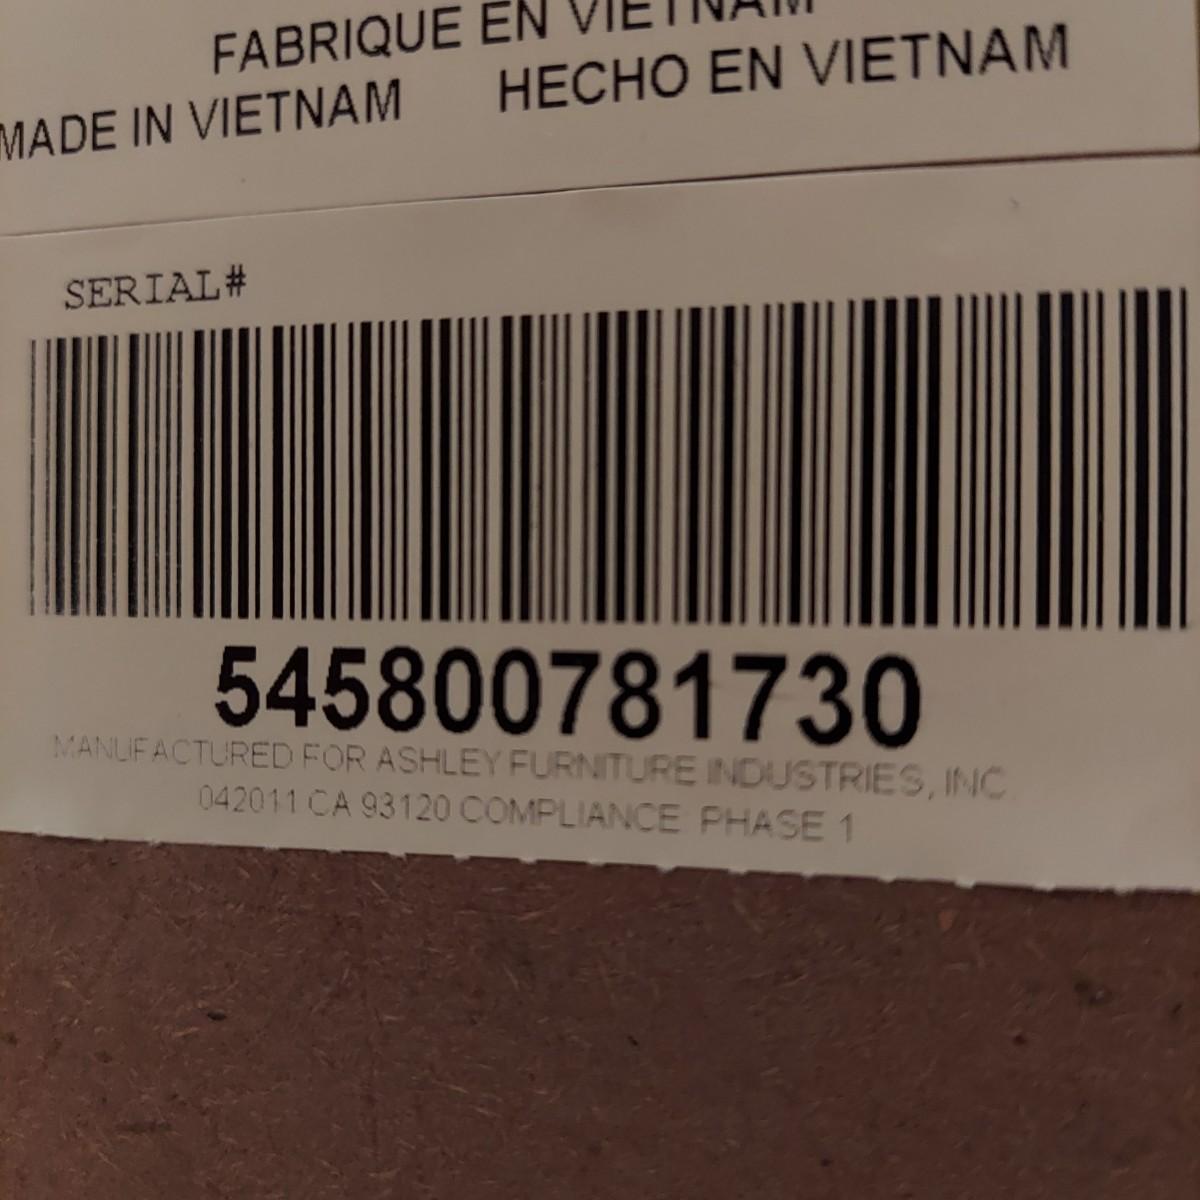 FABRIQUE EN VIETNAM
MADE IN VIETNAM HECHO EN VIETNAM
SERIAL#
545800781730
MANUFACTURED FOR ASHLEY FURNITURE INDUSTRIES, INC
042011 CA 93120 COMPLIANCE PHASE 1